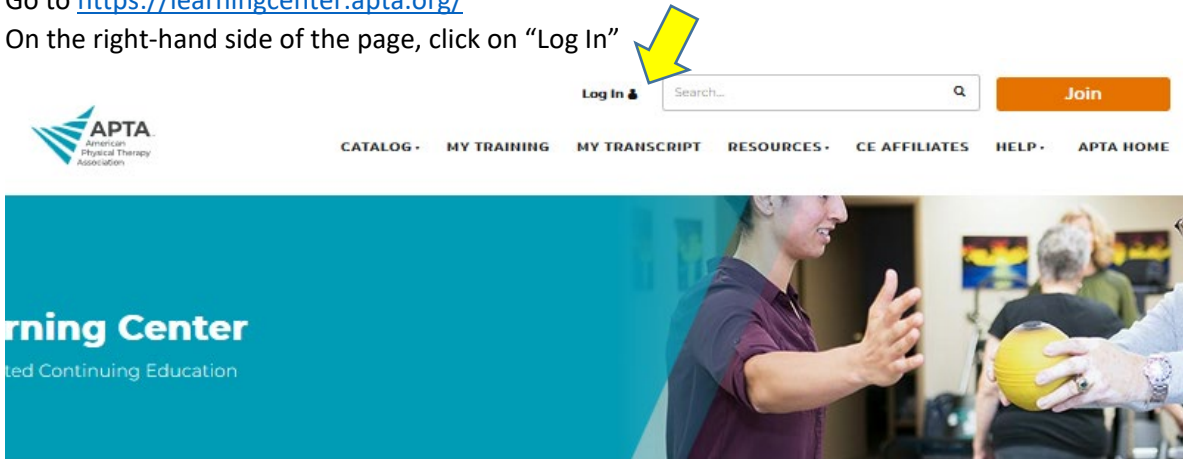 Go to https://learningcenter.apta.org/
On the right-hand side of the page, click on “Log In”
Log In Search... Join
APTA
American
Physical Therapy
Association
CATALOG MY TRAINING MY TRANSCRIPT RESOURCES CE AFFILIATES HELP APTA HOME
rning Center
ted Continuing Education